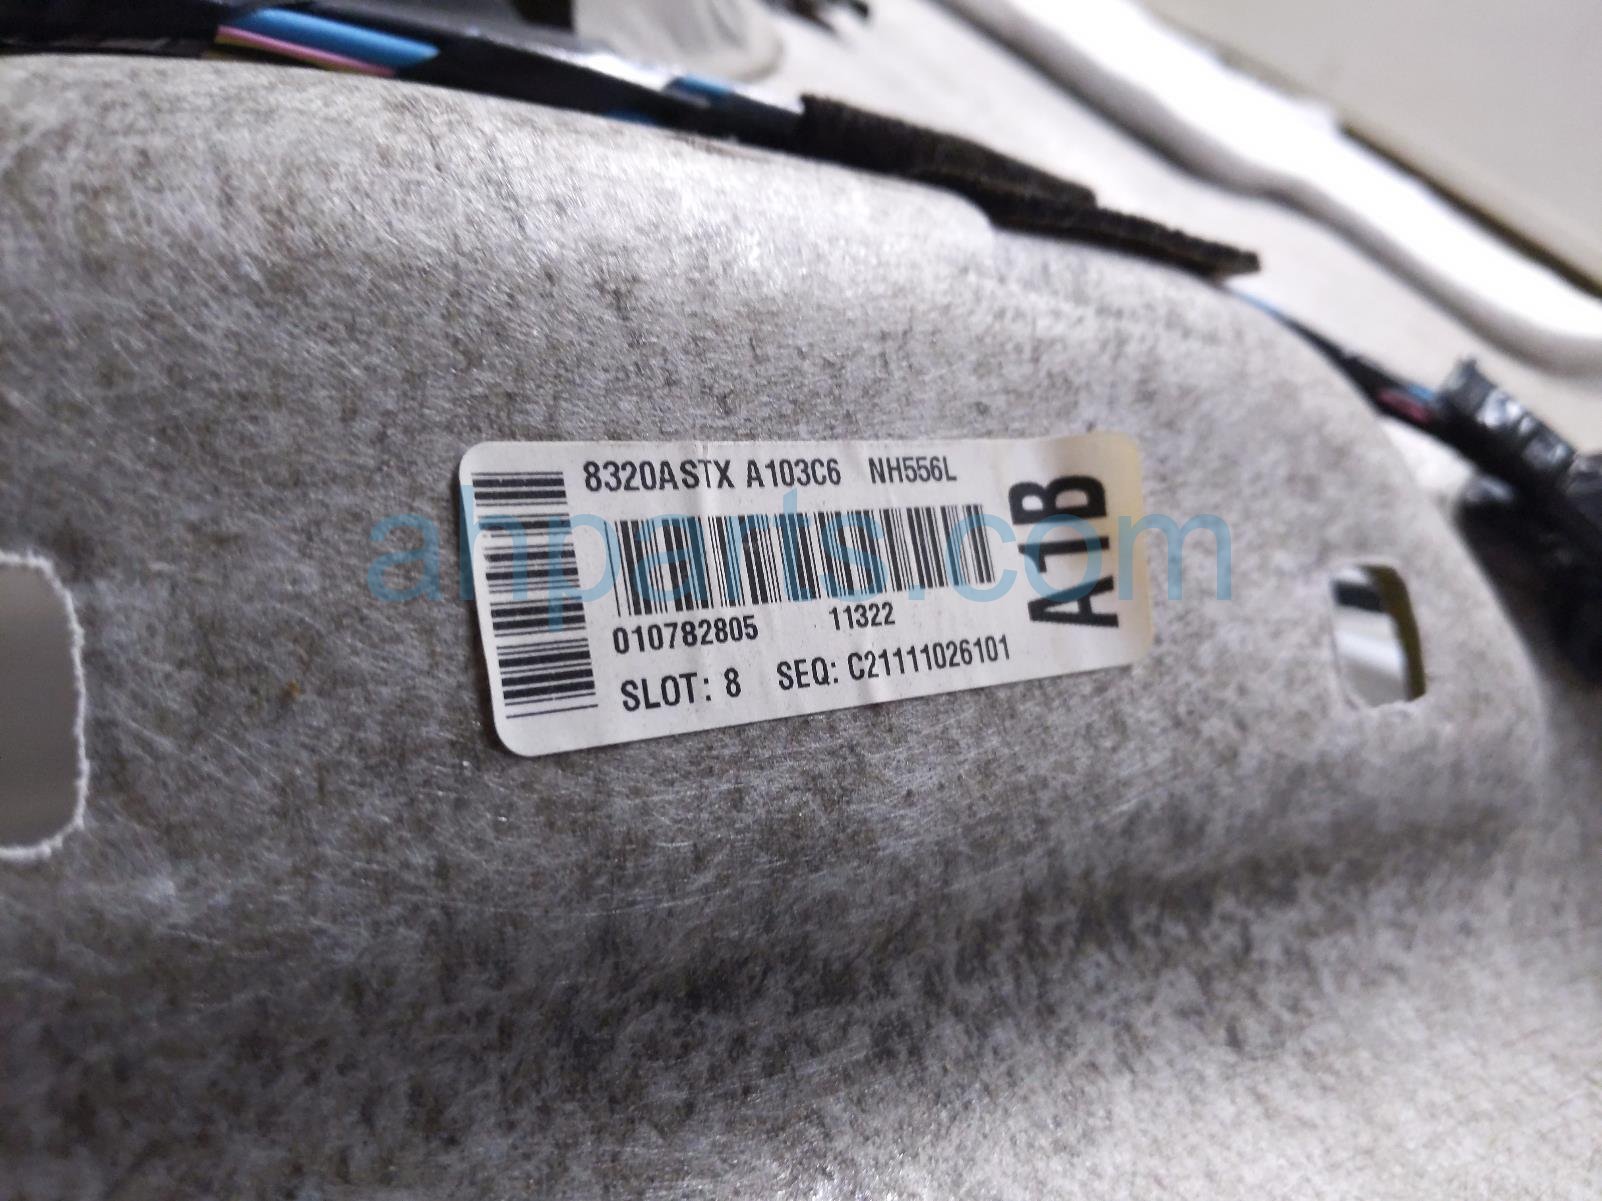 8320ASTX A103C6 NH556L
010782805 11322
SLOT: 8 SEQ: C21111026101
A1B
ahparts.com